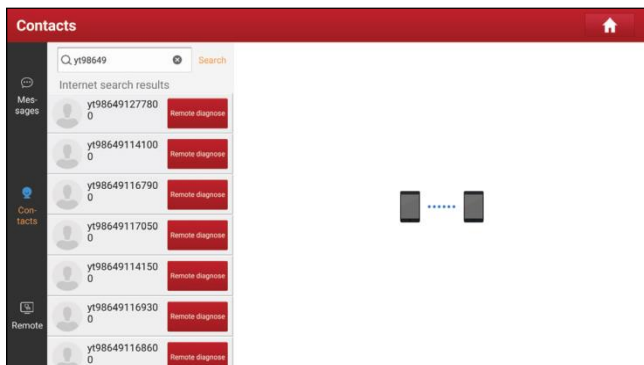 Contacts
yt98649
Search
Internet search results
Mes-
sages
Con-
tacts
Remote
yt98649127780
0
Remote diagnose
yt98649114100
0
Remote diagnose
yt98649116790
0
Remote diagnose
yt98649117050
0
Remote diagnose
yt98649114150
0
Remote diagnose
yt98649116930
0
Remote diagnose
yt98649116860
0
Remote diagnose